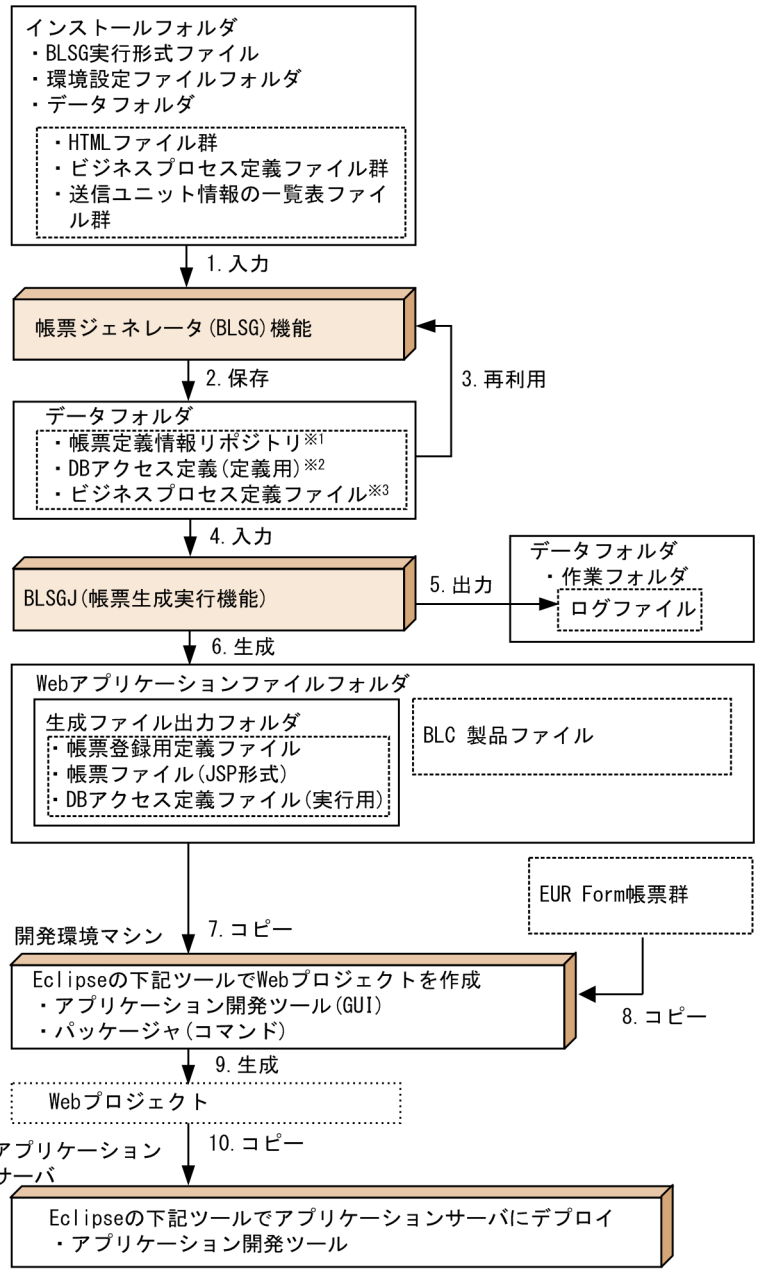 インストールフォルダ
・BLSG実行形式ファイル
・環境設定ファイルフォルダ
・データフォルダ
・HTMLファイル群
・ビジネスプロセス定義ファイル群
・送信ユニット情報の一覧表ファイ
ル群
1.入力
帳票ジェネレータ(BLSG)機能
2.保存
3.再利用
データフォルダ
・帳票定義情報リポジトリ※1
・DBアクセス定義(定義用)※2
・ビジネスプロセス定義ファイル※3
4.入力
BLSGJ(帳票生成実行機能)
5.出力
データフォルダ
・作業フォルダ
ログファイル
6.生成
Webアプリケーションファイルフォルダ
生成ファイル出力フォルダ
・帳票登録用定義ファイル
・帳票ファイル(JSP形式)
・DBアクセス定義ファイル(実行用)
BLC 製品ファイル
EUR Form帳票群
7.コピー
開発環境マシン
Eclipseの下記ツールでWebプロジェクトを作成
・アプリケーション開発ツール(GUI)
・パッケージャ(コマンド)
8.コピー
9.生成
Webプロジェクト
10.コピー
アプリケーション
サーバ
Eclipseの下記ツールでアプリケーションサーバにデプロイ
・アプリケーション開発ツール